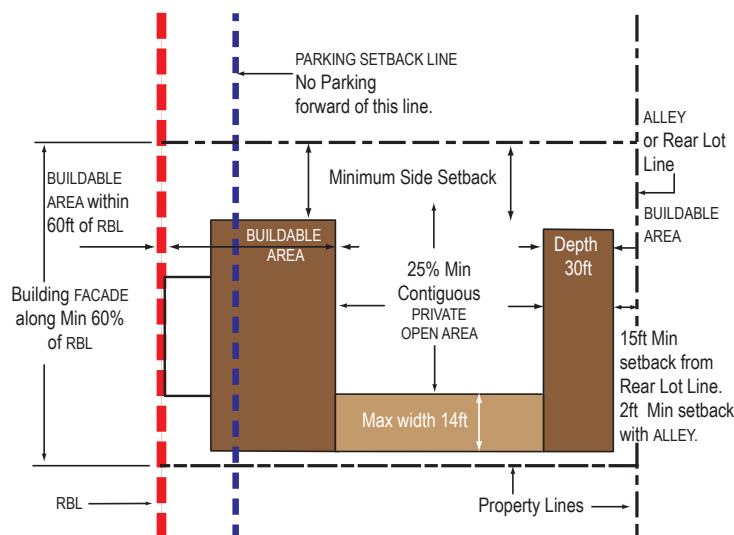 PARKING SETBACK LINE
No Parking
forward of this line.
ALLEY
or Rear Lot
Line
BUILDABLE
AREA within
60ft of RBL
Minimum Side Setback
BUILDABLE
AREA
BUILDABLE
AREA
Depth
30ft
25% Min
Contiguous
PRIVATE
OPEN AREA
Building FACADE
along Min 60%
of RBL
15ft Min
setback from
Rear Lot Line.
2ft Min setback
with ALLEY.
Max width 14ft
RBL
Property Lines